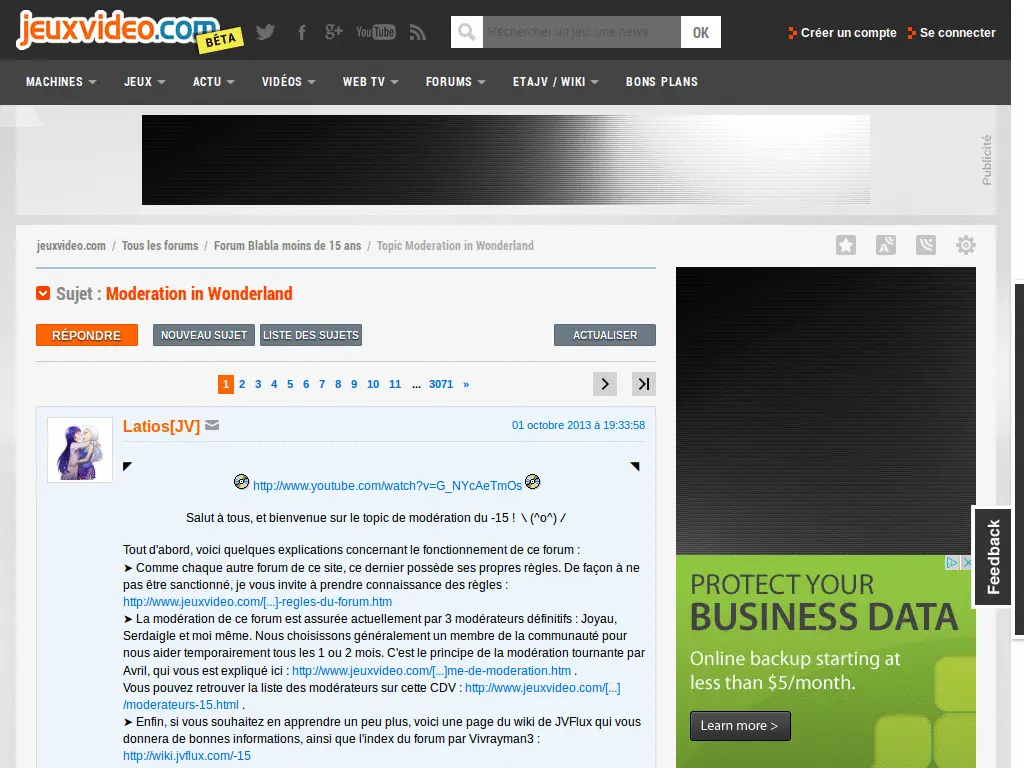 jeuxvideo.com
BÊTA
You Tube
Rechercher un jeu, une news
OK
Créer un compte
Se connecter
MACHINES
JEUX
ACTU
VIDÉOS
WEB TV
FORUMS
ETAJV / WIKI
BONS PLANS
Publicité
jeuxvideo.com / Tous les forums / Forum Blabla moins de 15 ans / Topic Moderation in Wonderland
Sujet : Moderation in Wonderland
RÉPONDRE
NOUVEAU SUJET
LISTE DES SUJETS
ACTUALISER
1 2 3 4 5 6 7 8 9 10 11 ... 3071 »
Latios[JV]
01 octobre 2013 à 19:33:58
◤ ◥
http://www.youtube.com/watch?v=G_NYcAeTmOs
Salut à tous, et bienvenue sur le topic de modération du -15 ! \ (^o^) /
Tout d'abord, voici quelques explications concernant le fonctionnement de ce forum :
➤ Comme chaque autre forum de ce site, ce dernier possède ses propres règles. De façon à ne
pas être sanctionné, je vous invite à prendre connaissance des règles :
http://www.jeuxvideo.com/[...]-regles-du-forum.htm
➤ La modération de ce forum est assurée actuellement par 3 modérateurs définitifs : Joyau,
Serdaigle et moi même. Nous choisissons généralement un membre de la communauté pour
nous aider temporairement tous les 1 ou 2 mois. C'est le principe de la modération tournante par
Avril, qui vous est expliqué ici : http://www.jeuxvideo.com/[...]me-de-moderation.htm .
Vous pouvez retrouver la liste des modérateurs sur cette CDV : http://www.jeuxvideo.com/[...]
/moderateurs-15.html .
➤ Enfin, si vous souhaitez en apprendre un peu plus, voici une page du wiki de JVFlux qui vous
donnera de bonnes informations, ainsi que l'index du forum par Vivrayman3 :
http://wiki.jvflux.com/-15
Feedback
PROTECT YOUR
BUSINESS DATA
Online backup starting at
less than $5/month.
Learn more >